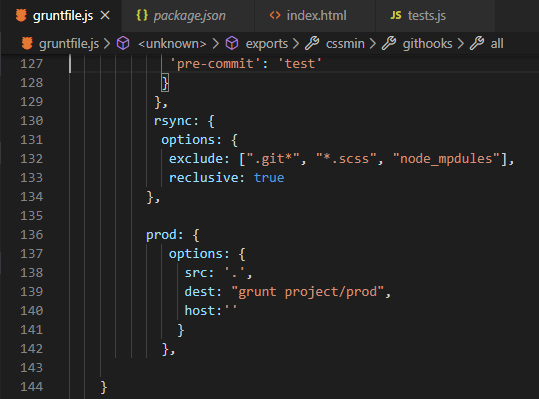 gruntfile.js package.json index.html tests.js
gruntfile.js > <unknown> > exports > cssmin > githooks > all
127 'pre-commit': 'test'
128 }
129 },
130 rsync: {
131 options: {
132 exclude: [".git*", "*.scss", "node_mpdules"],
133 reclusive: true
134 },
135
136 prod: {
137 options: {
138 src: '.',
139 dest: "grunt project/prod",
140 host:''
141 }
142 },
143
144 }